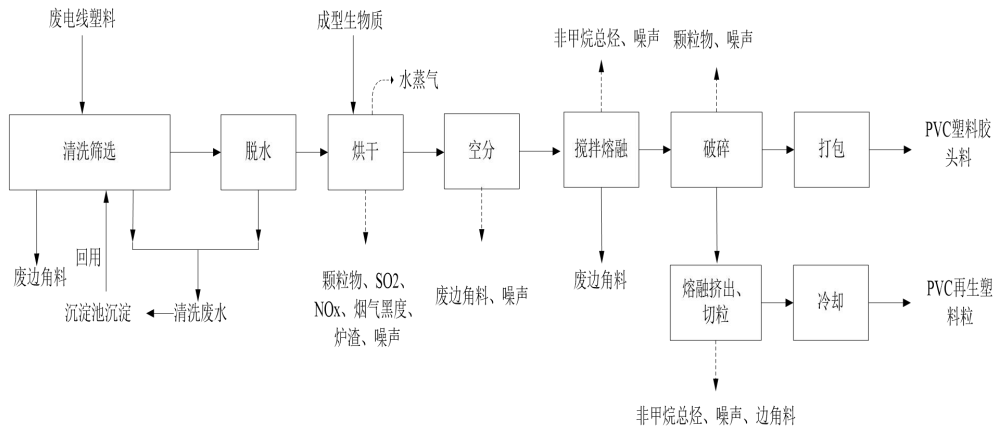 废电线塑料
成型生物质
非甲烷总烃、噪声
颗粒物、噪声
水蒸气
清洗筛选
脱水
烘干
空分
搅拌熔融
破碎
打包
PVC塑料胶
头料
回用
废边角料
沉淀池沉淀
清洗废水
颗粒物、SO2、
NOx、烟气黑度、
炉渣、噪声
废边角料、噪声
废边角料
熔融挤出、
切粒
冷却
PVC再生塑
料粒
非甲烷总烃、噪声、边角料